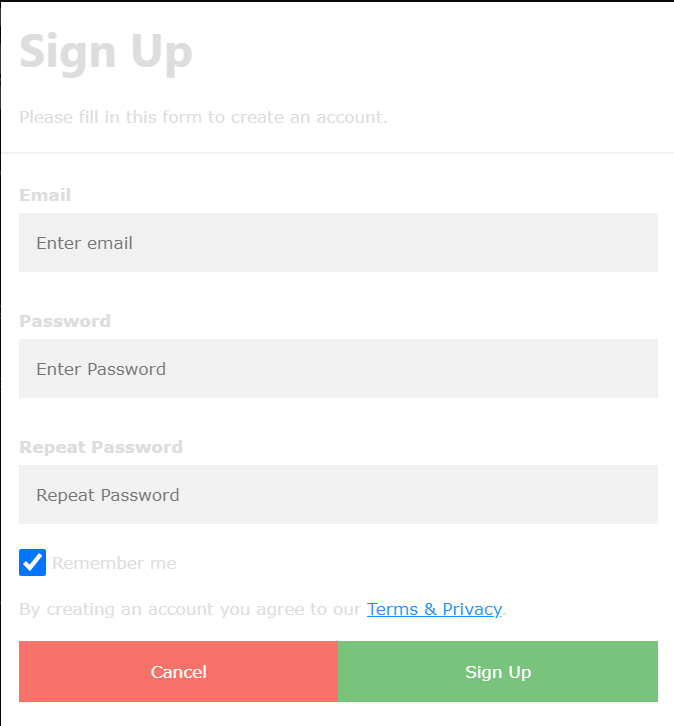 Sign Up
Please fill in this form to create an account.
Email
Enter email
Password
Enter Password
Repeat Password
Repeat Password
Remember me
By creating an account you agree to our Terms & Privacy.
Cancel
Sign Up